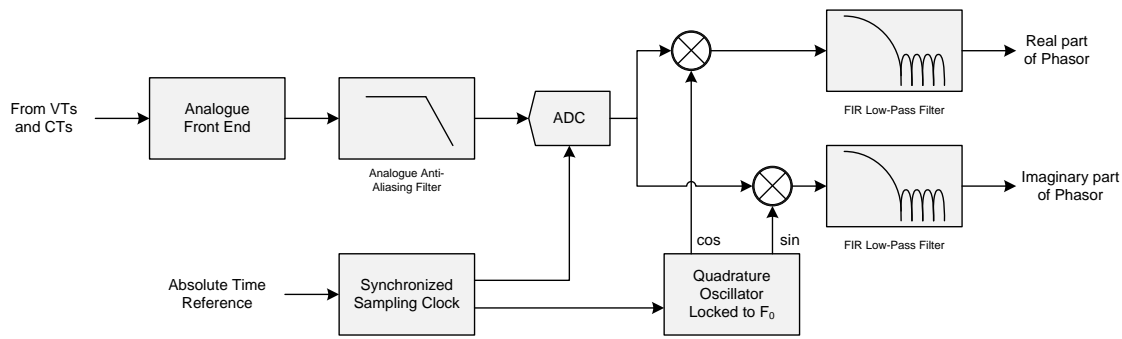 Real part
of Phasor
FIR Low-Pass Filter
From VTs
and CTs
Analogue
Front End
Analogue Anti-
Aliasing Filter
ADC
Imaginary part
of Phasor
FIR Low-Pass Filter
cos
sin
Absolute Time
Reference
Synchronized
Sampling Clock
Quadrature
Oscillator
Locked to F₀